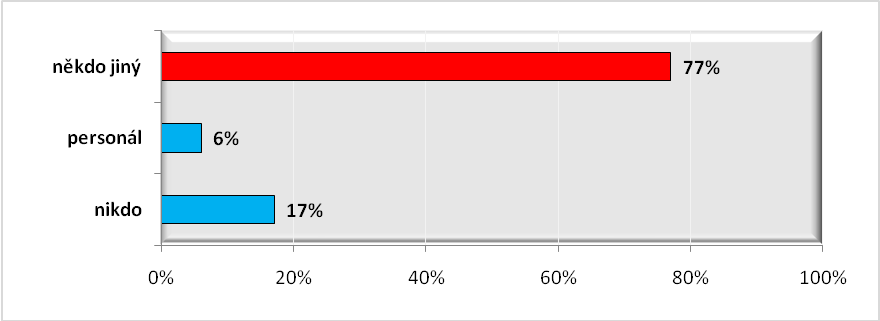 někdo jiný 77%
personál 6%
nikdo 17%
0% 20% 40% 60% 80% 100%